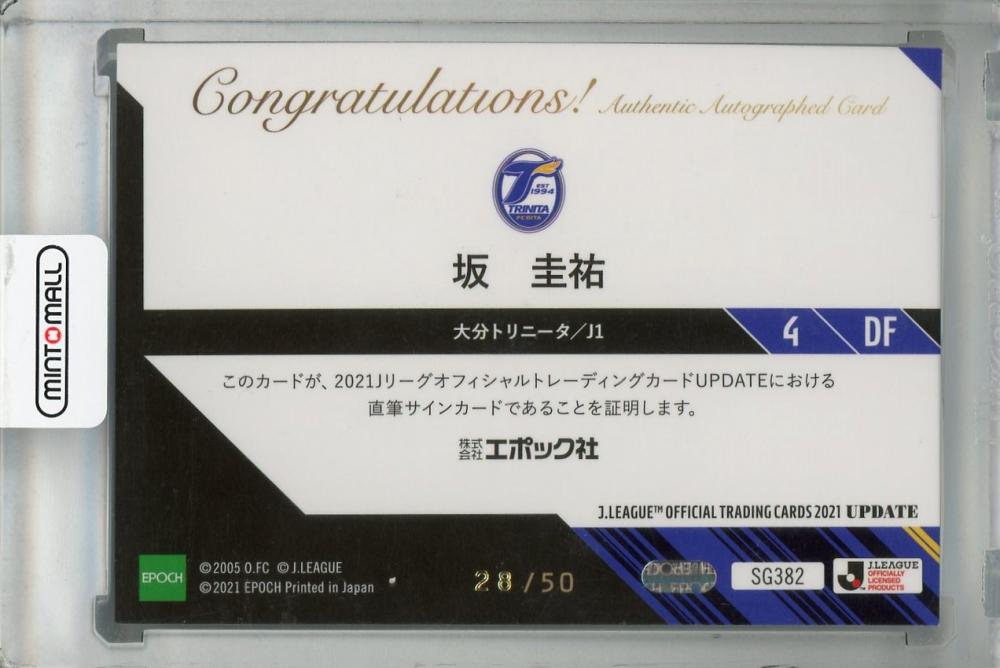 Congratulations! Authentic Autographed Card
EST
1994
TRINITA
FC OITA
坂 圭祐
大分トリニータ/J1
4
DF
MINTOMALL
このカードが、2021JリーグオフィシャルトレーディングカードUPDATEにおける
直筆サインカードであることを証明します。
株式会社エポック社
J.LEAGUE™ OFFICIAL TRADING CARDS 2021 UPDATE
EPOCH
©2005 O.FC ©J.LEAGUE
©2021 EPOCH Printed in Japan
28/50
SG382
J.LEAGUE
OFFICIALLY
LICENSED
PRODUCTS